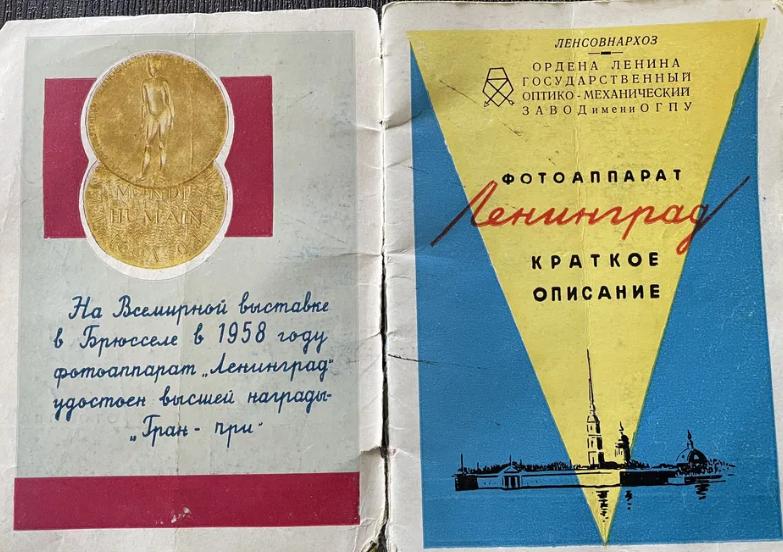 MONDE
HUMAIN
На Всемирной выставке
в Брюсселе в 1958 году
фотоаппарат „Ленинград"
удостоен высшей награды-
„Гран-при"
ЛЕНСОВНАРХОЗ
ОРДЕНА ЛЕНИНА
ГОСУДАРСТВЕННЫЙ
ОПТИКО-МЕХАНИЧЕСКИЙ
ЗАВОД имени ОГПУ
ФОТОАППАРАТ
Ленинград
КРАТКОЕ
ОПИСАНИЕ